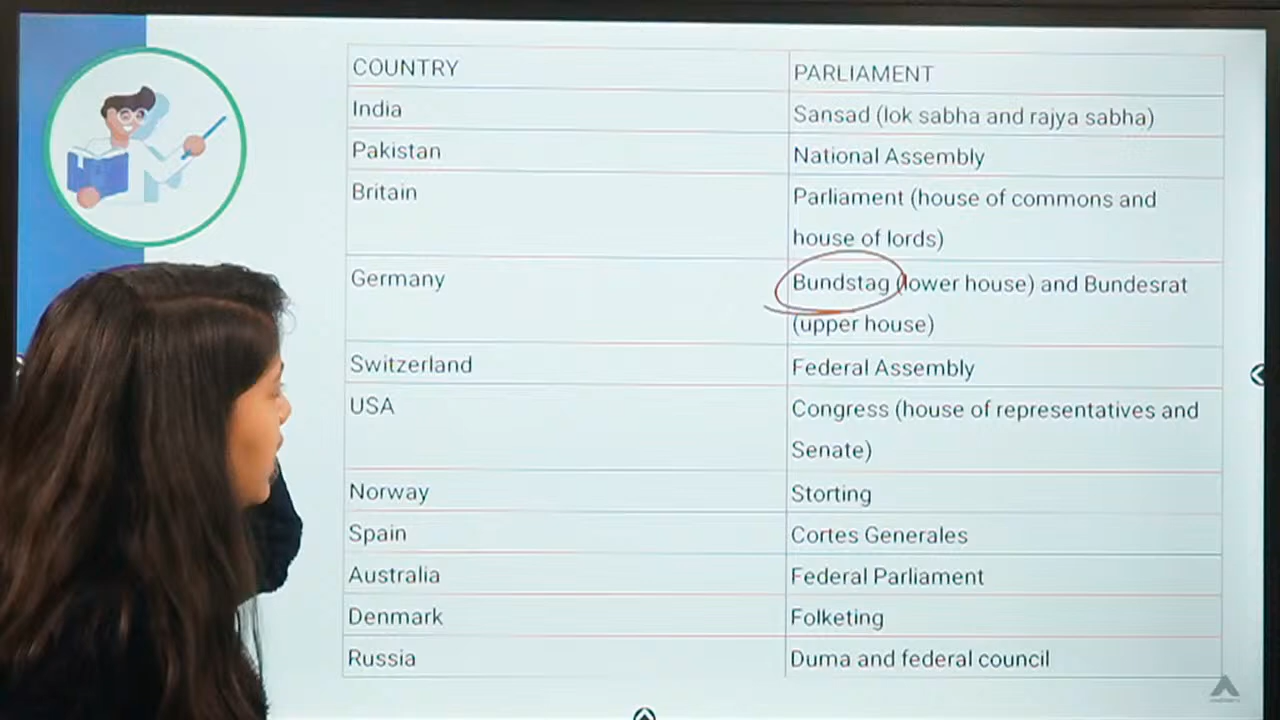 COUNTRY PARLIAMENT
India Sansad (lok sabha and rajya sabha)
Pakistan National Assembly
Britain Parliament (house of commons and
house of lords)
Germany Bundstag (lower house) and Bundesrat
(upper house)
Switzerland Federal Assembly
USA Congress (house of representatives and
Senate)
Norway Storting
Spain Cortes Generales
Australia Federal Parliament
Denmark Folketing
Russia Duma and federal council